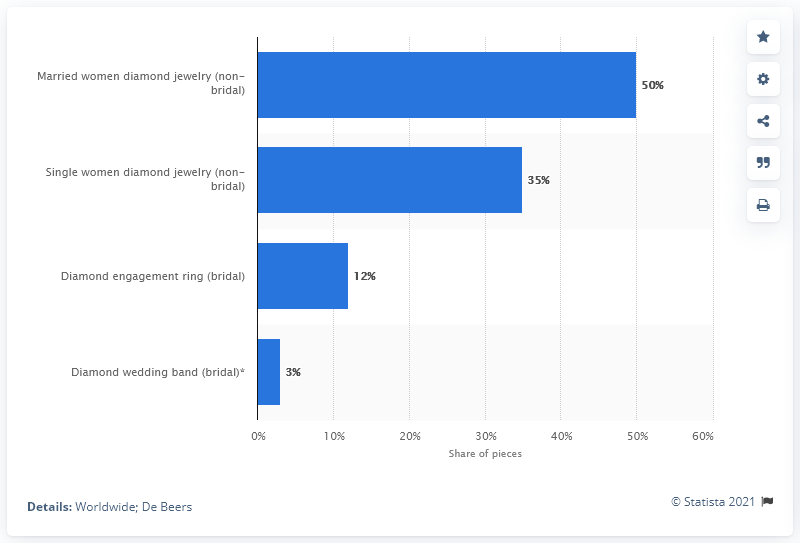 Married women diamond jewelry (non-
bridal)
50%
Single women diamond jewelry (non-
bridal)
35%
Diamond engagement ring (bridal)
12%
Diamond wedding band (bridal)*
3%
0% 10% 20% 30% 40% 50% 60%
Share of pieces
Details: Worldwide; De Beers
© Statista 2021